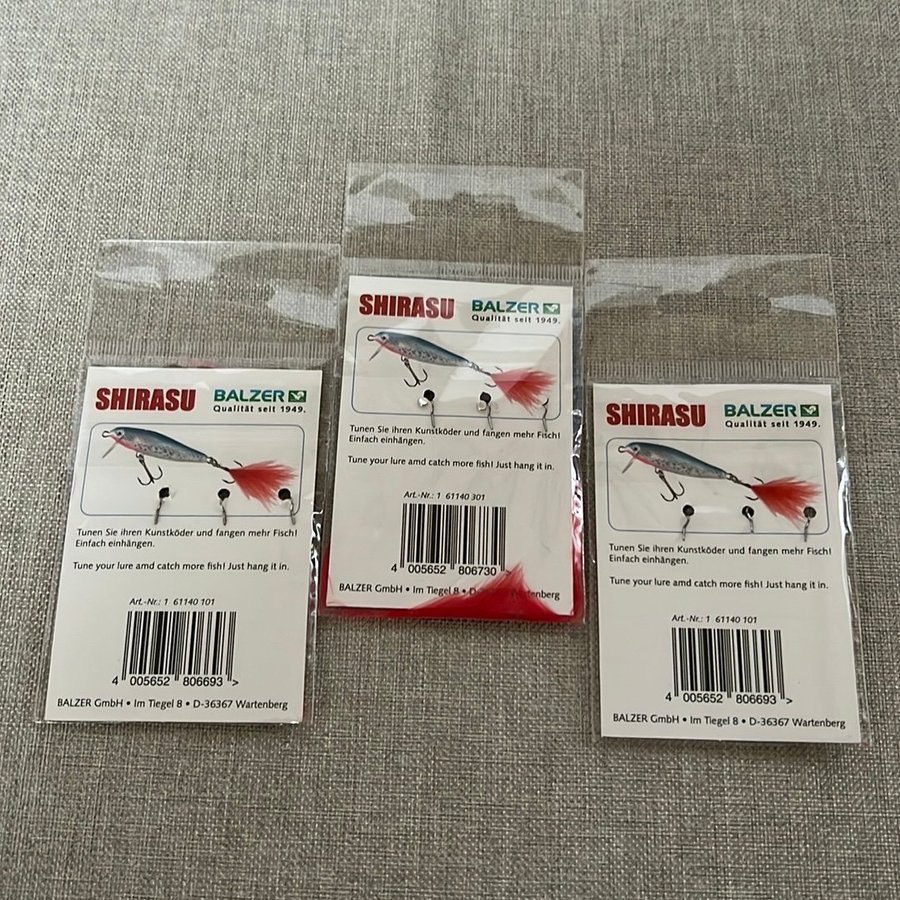 SHIRASU
BALZER
Qualität seit 1949.
Tunen Sie ihren Kunstköder und fangen mehr Fisch!
Einfach einhängen.
Tune your lure amd catch more fish! Just hang it in.
Art.-Nr.: 1 61140 101
4 005652 806693 >
BALZER GmbH • Im Tiegel 8 • D-36367 Wartenberg
SHIRASU
BALZER
Qualität seit 1949.
Tunen Sie ihren Kunstköder und fangen mehr Fisch!
Einfach einhängen.
Tune your lure amd catch more fish! Just hang it in.
Art.-Nr.: 1 61140 301
4 005652 806730 >
BALZER GmbH • Im Tiegel 8 • Wartenberg
SHIRASU
BALZER
Qualität seit 1949.
Tunen Sie ihren Kunstköder und fangen mehr Fisch!
Einfach einhängen.
Tune your lure amd catch more fish! Just hang it in.
Art.-Nr.: 1 61140 101
4 005652 806693 >
BALZER GmbH • Im Tiegel 8 • D-36367 Wartenberg